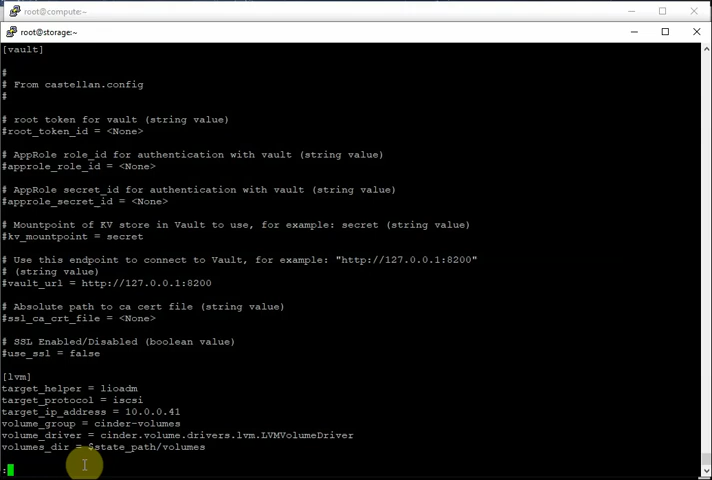 root@compute:~
root@storage:~
[vault]
#
# From castellan.config
#
# root token for vault (string value)
#root_token_id = <None>
# AppRole role_id for authentication with vault (string value)
#approle_role_id = <None>
# AppRole secret_id for authentication with vault (string value)
#approle_secret_id = <None>
# Mountpoint of KV store in Vault to use, for example: secret (string value)
#kv_mountpoint = secret
# Use this endpoint to connect to Vault, for example: "http://127.0.0.1:8200"
# (string value)
#vault_url = http://127.0.0.1:8200
# Absolute path to ca cert file (string value)
#ssl_ca_crt_file = <None>
# SSL Enabled/Disabled (boolean value)
#use_ssl = false
[lvm]
target_helper = lioadm
target_protocol = iscsi
target_ip_address = 10.0.0.41
volume_group = cinder-volumes
volume_driver = cinder.volume.drivers.lvm.LVMVolumeDriver
volumes_dir = $state_path/volumes
: